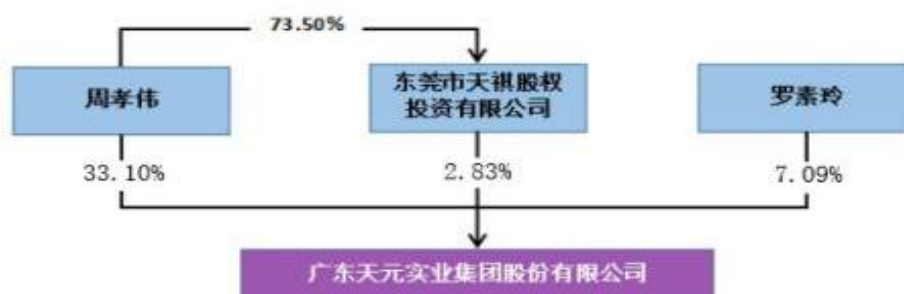 73.50%
周孝伟
东莞市天祺股权
投资有限公司
罗素玲
33.10%
2.83%
7.09%
广东天元实业集团股份有限公司